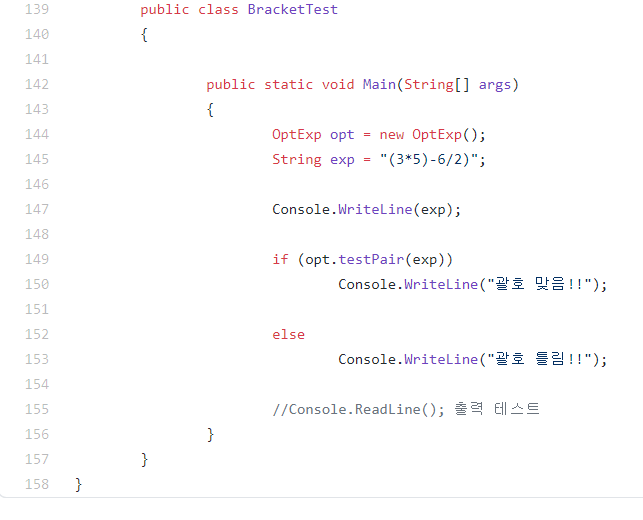 139 public class BracketTest
140 {
141
142 public static void Main(String[] args)
143 {
144 OptExp opt = new OptExp();
145 String exp = "(3*5)-6/2)";
146
147 Console.WriteLine(exp);
148
149 if (opt.testPair(exp))
150 Console.WriteLine("괄호 맞음!!");
151
152 else
153 Console.WriteLine("괄호 틀림!!");
154
155 //Console.ReadLine(); 출력 테스트
156 }
157 }
158 }